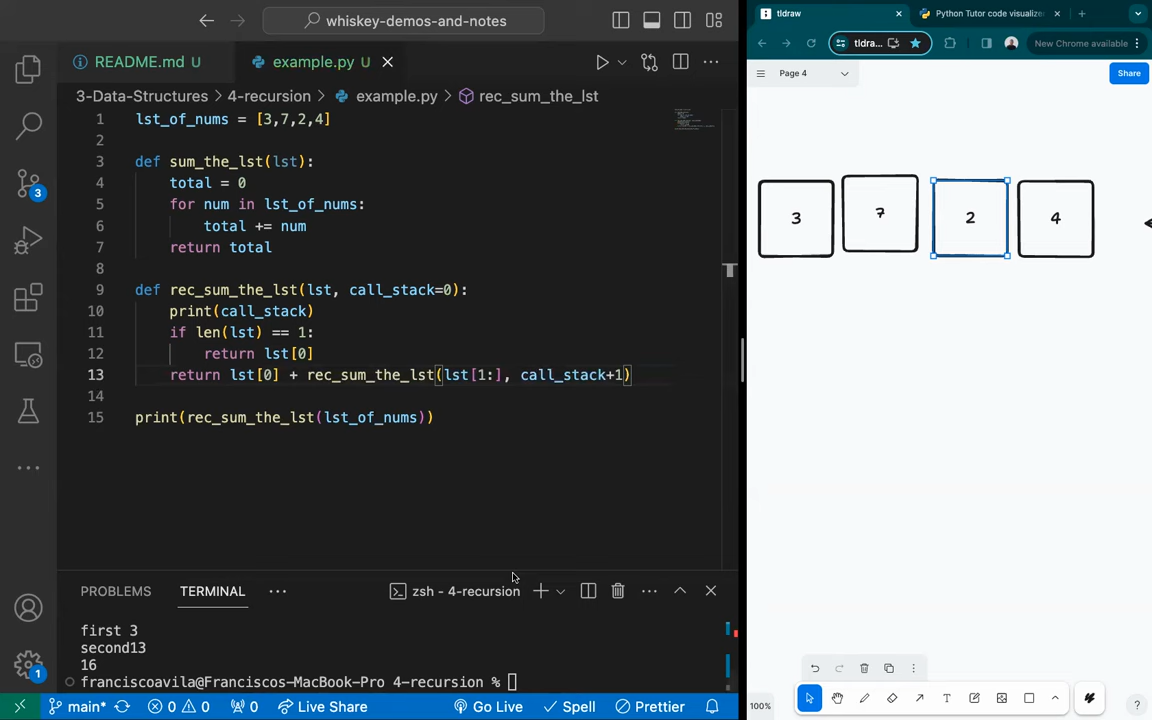 whiskey-demos-and-notes
README.md U
example.py U
3-Data-Structures > 4-recursion > example.py > rec_sum_the_lst
1 lst_of_nums = [3,7,2,4]
2
3 def sum_the_lst(lst):
4 total = 0
5 for num in lst_of_nums:
6 total += num
7 return total
8
9 def rec_sum_the_lst(lst, call_stack=0):
10 print(call_stack)
11 if len(lst) == 1:
12 return lst[0]
13 return lst[0] + rec_sum_the_lst(lst[1:], call_stack+1)
14
15 print(rec_sum_the_lst(lst_of_nums))
3
1
PROBLEMS TERMINAL
zsh - 4-recursion
first 3
second13
16
franciscoavila@Franciscos-MacBook-Pro 4-recursion %
main* 0 0 0 Live Share Go Live Spell Prettier
tldraw
Python Tutor code visualize
tldraw...
New Chrome available
Page 4
Share
3 7 2 4
100%
?